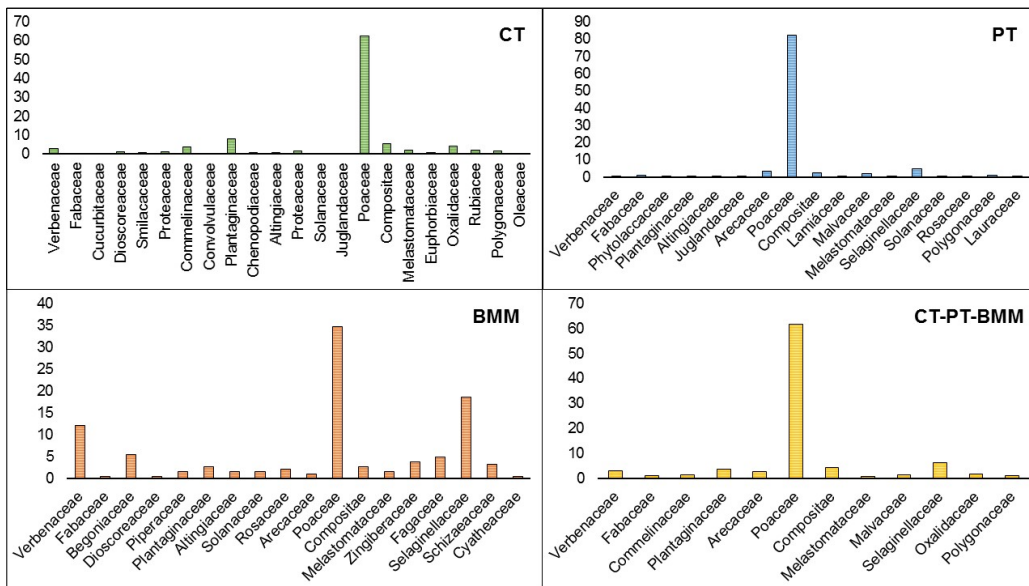 CT
70
60
50
40
30
20
10
0
Verbenaceae
Fabaceae
Cucurbitaceae
Dioscoreaceae
Smilacaceae
Proteaceae
Commelinaceae
Convolvulaceae
Plantaginaceae
Chenopodiaceae
Altingiaceae
Proteaceae
Solanaceae
Juglandaceae
Poaceae
Compositae
Melastomataceae
Euphorbiaceae
Oxalidaceae
Rubiacee
Polygonaceae
Oleaceae
PT
90
80
70
60
50
40
30
20
10
0
Verbenaceae
Fabaceae
Phytolaccaceae
Plantaginaceae
Altingiaceae
Juglandaceae
Arecaceae
Poaceae
Compositae
Lamiáceae
Malvaceae
Melastomataceae
Selaginellaceae
Solanaceae
Rosaceae
Polygonaceae
Lauraceae
BMM
40
35
30
25
20
15
10
5
0
Verbenaceae
Fabaceae
Begoniaceae
Dioscoreaceae
Piperaceae
Plantaginaceae
Altingiaceae
Solanaceae
Rosaceae
Arecaceae
Poaceae
Compositae
Melastomataceae
Zingiberaceae
Fagaceae
Selaginellaceae
Schizaeaceae
Cyatheaceae
CT-PT-BMM
70
60
50
40
30
20
10
0
Verbenaceae
Fabaceae
Commelinaceae
Plantaginaceae
Arecaceae
Poaceae
Compositae
Melastomataceae
Malvaceae
Selaginellaceae
Oxalidaceae
Polygonaceae